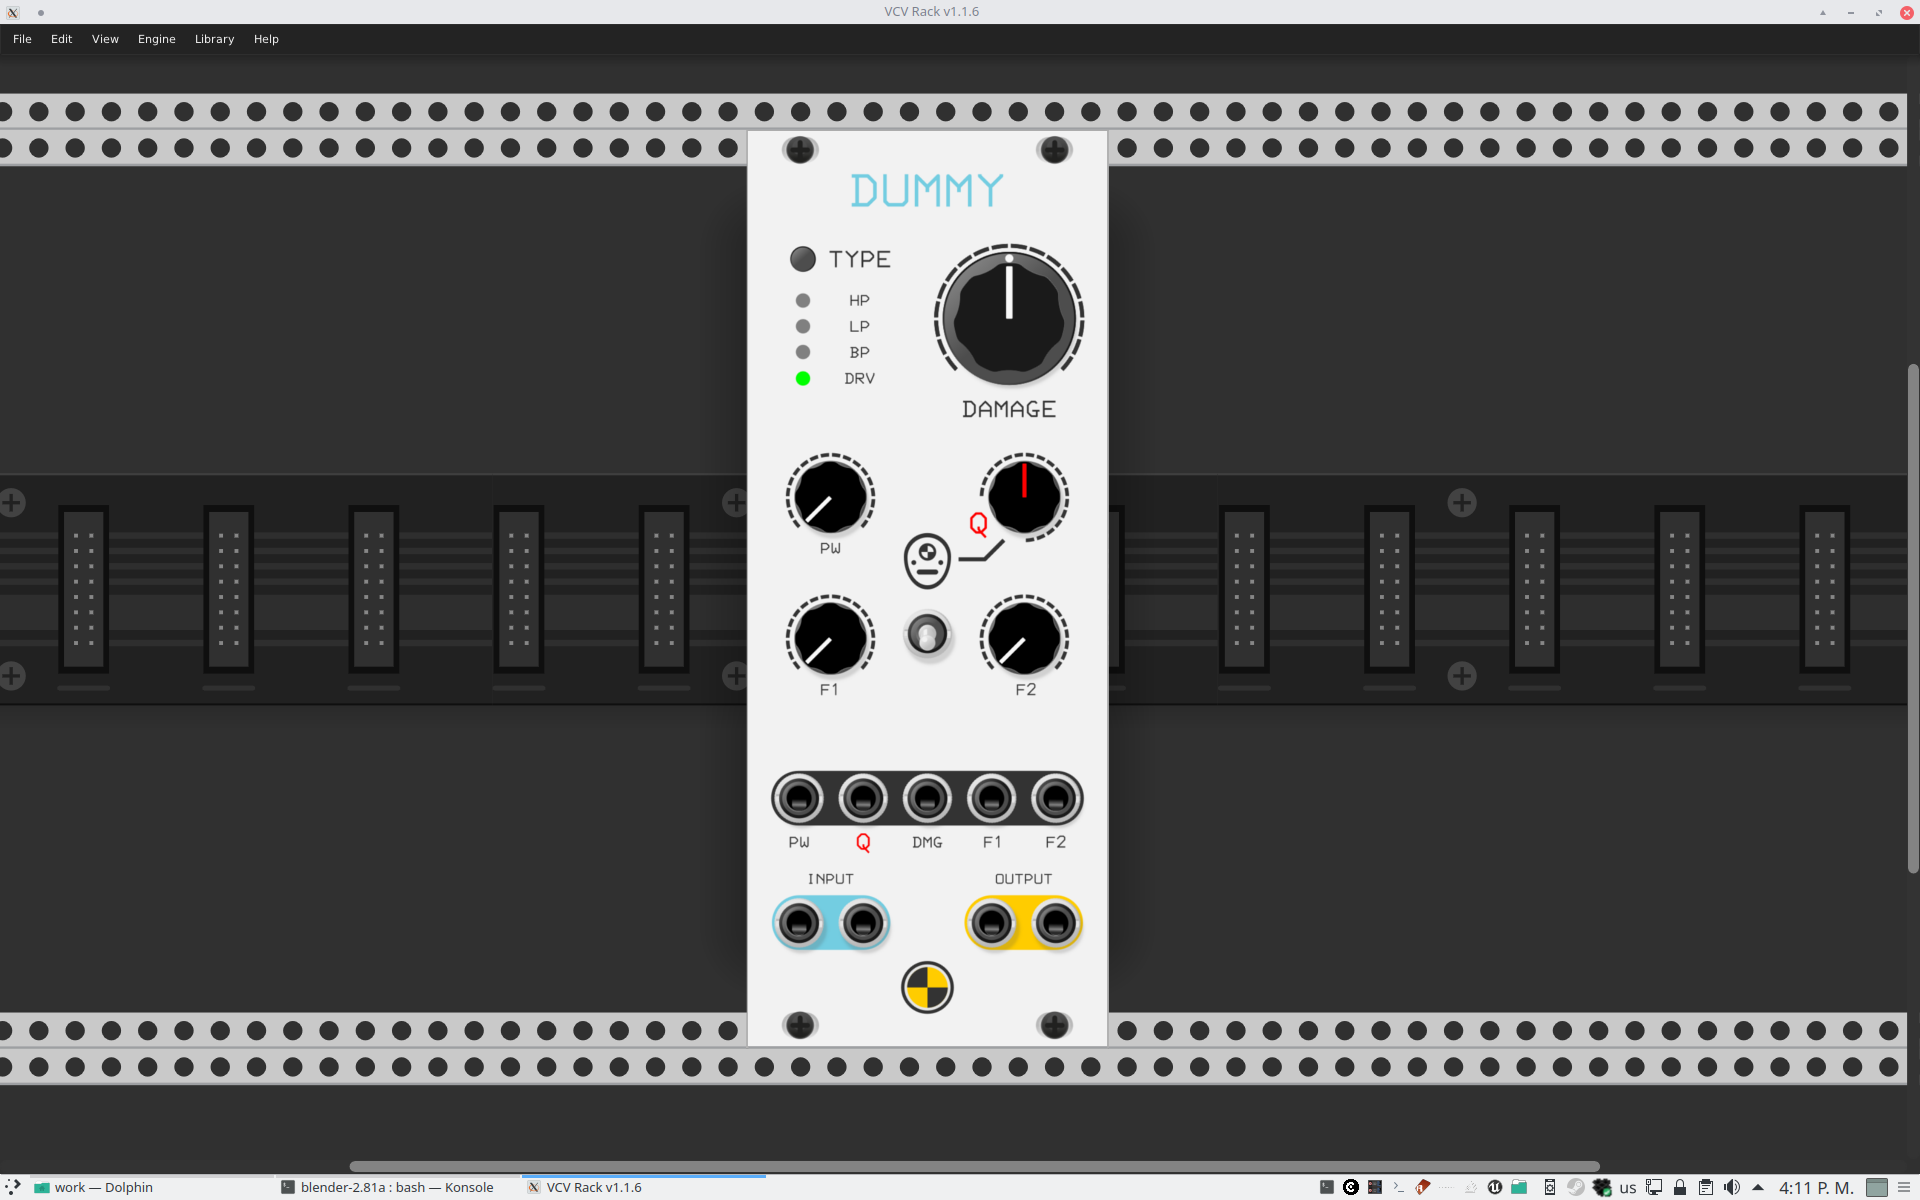 VCV Rack v1.1.6
File Edit View Engine Library Help
DUMMY
TYPE
HP
LP
BP
DRV
DAMAGE
PW
Q
F1
F2
PW Q DMG F1 F2
INPUT OUTPUT
work — Dolphin blender-2.81a : bash — Konsole VCV Rack v1.1.6 us 4:11 P. M.